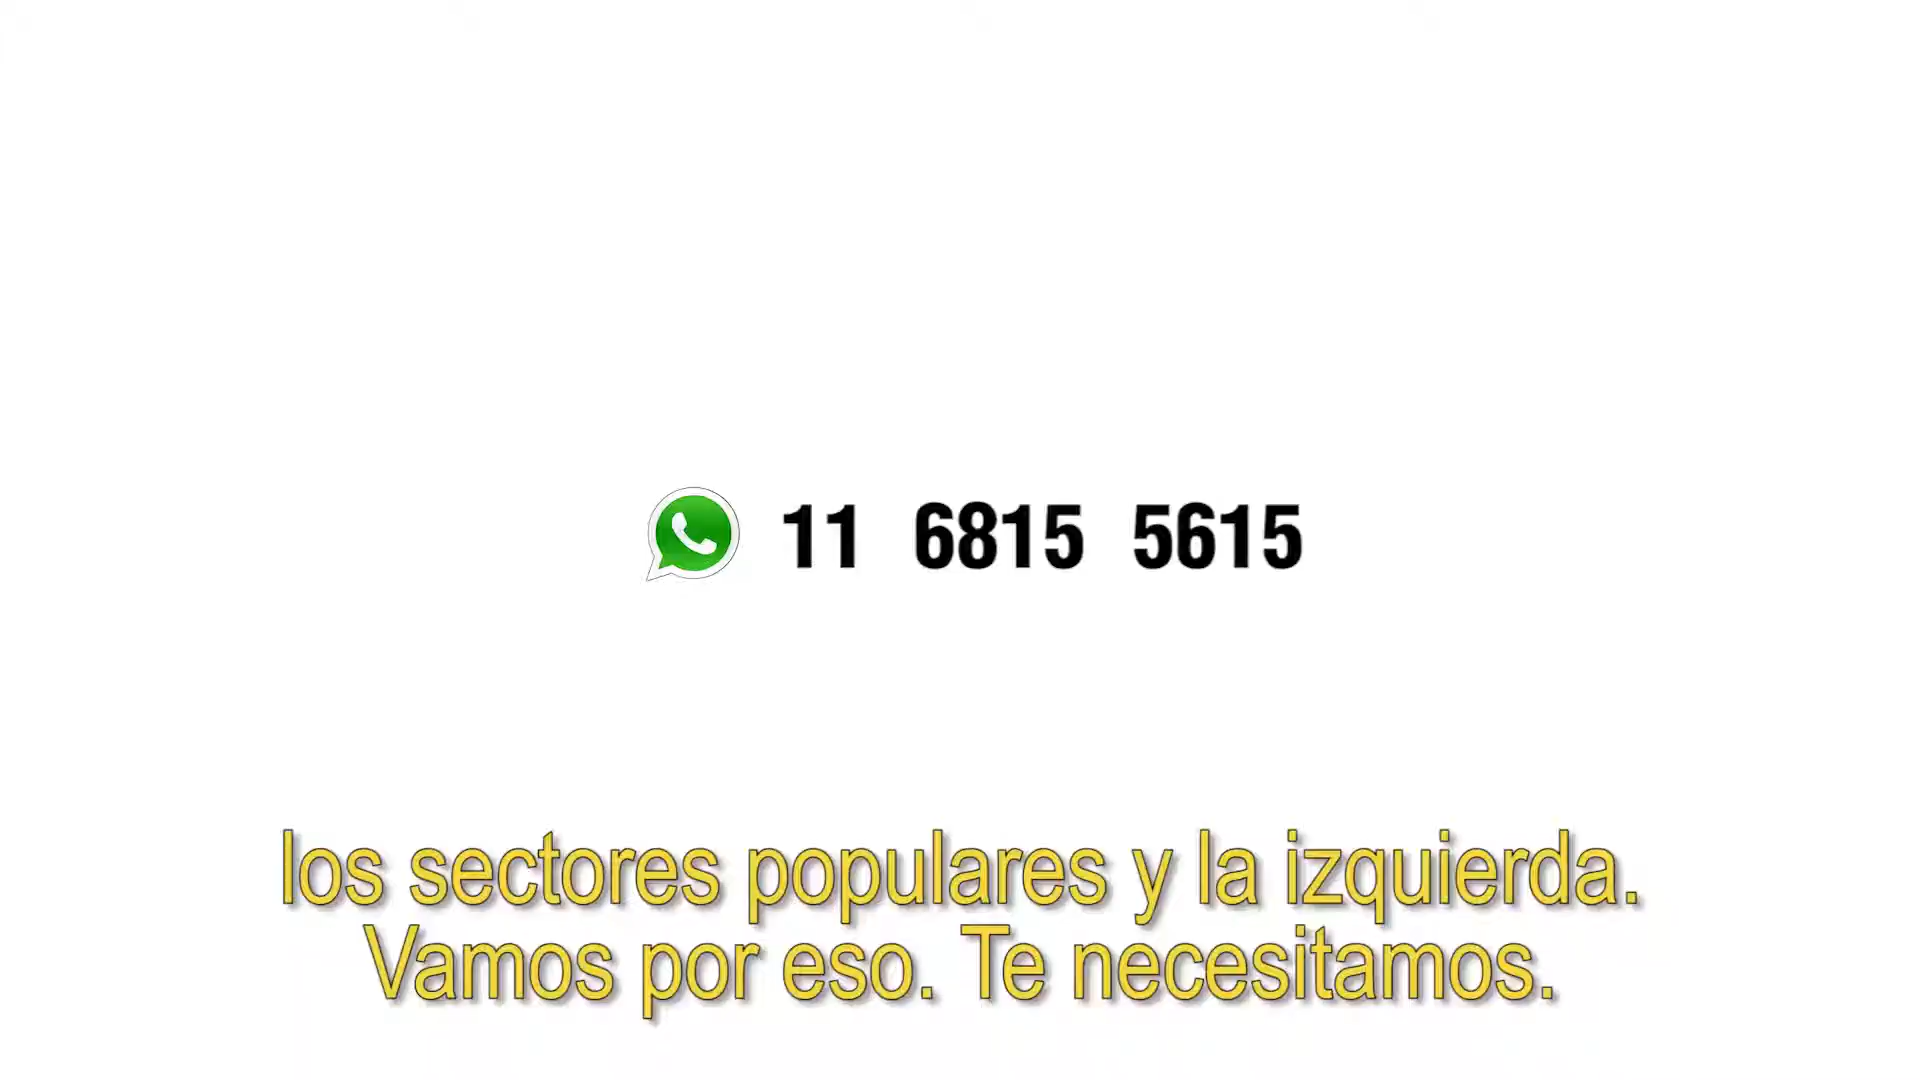 11 6815 5615
los sectores populares y la izquierda.
Vamos por eso. Te necesitamos.